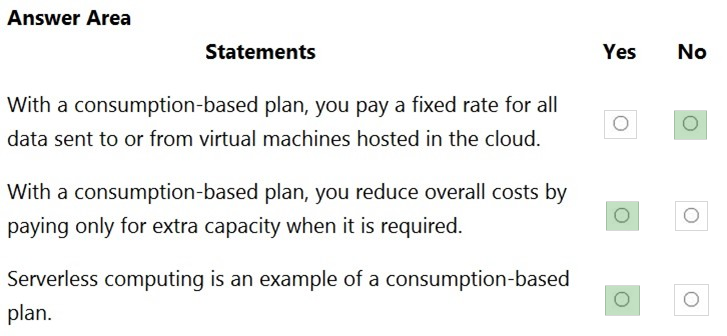 Answer Area
Statements Yes No
With a consumption-based plan, you pay a fixed rate for all
data sent to or from virtual machines hosted in the cloud.
With a consumption-based plan, you reduce overall costs by
paying only for extra capacity when it is required.
Serverless computing is an example of a consumption-based
plan.